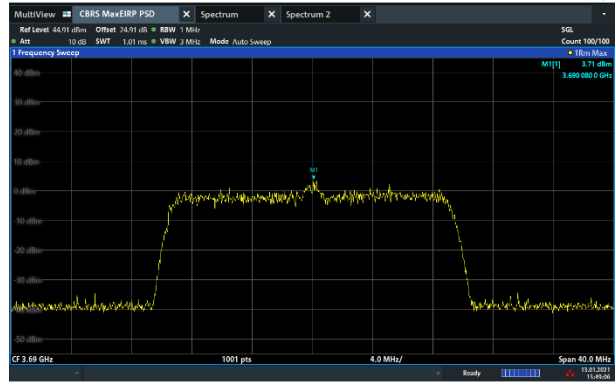 MultiView CBRS MaxEIRP PSD X Spectrum X Spectrum 2 X
Ref Level 44.91 dBm Offset 24.91 dB RBW 1 MHz SGL
Att 10 dB SWT 1.01 ms VBW 3 MHz Mode Auto Sweep Count 100/100
1 Frequency Sweep 1Rm Max
M1[1] 3.71 dBm
3.690 080 0 GHz
40 dBm
30 dBm
20 dBm
10 dBm
M1
0 dBm
-10 dBm
-20 dBm
-30 dBm
-40 dBm
-50 dBm
CF 3.69 GHz 1001 pts 4.0 MHz/ Span 40.0 MHz
Ready 13.01.2021
15:49:06